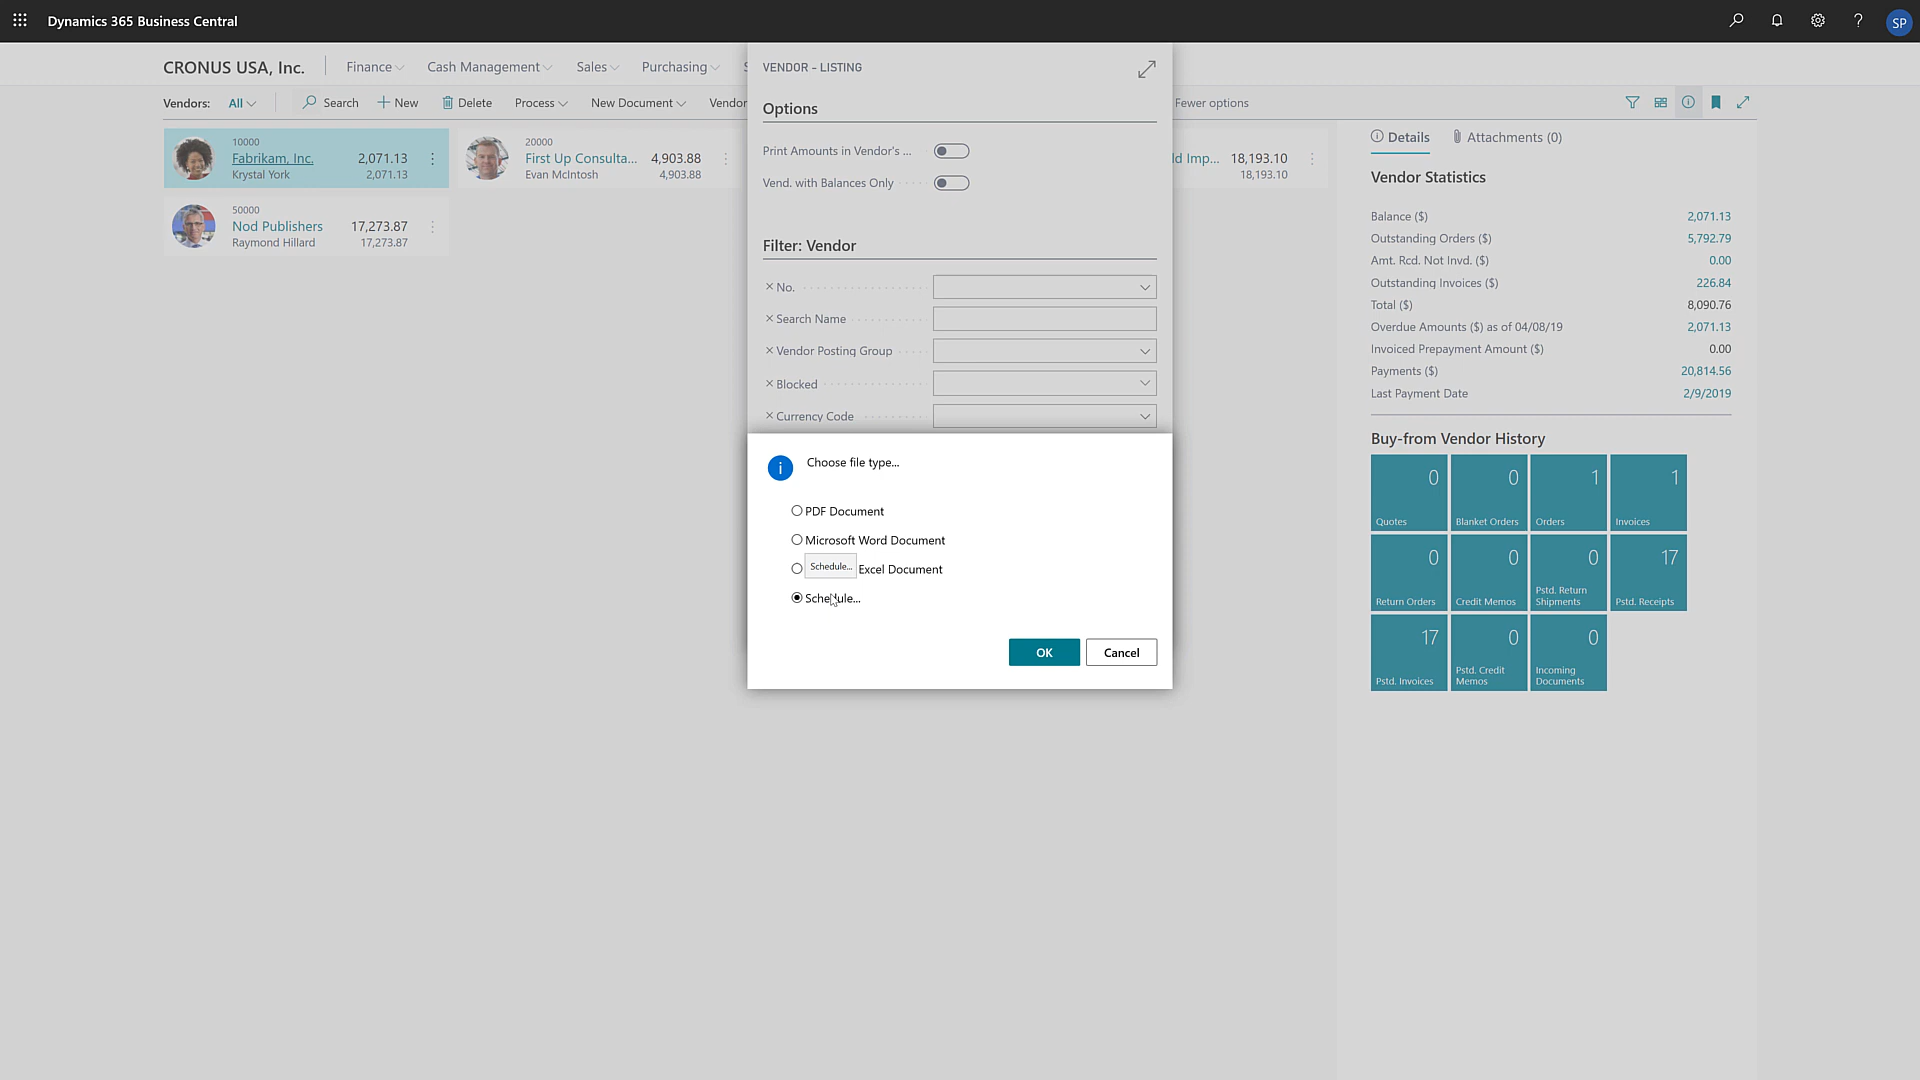 Dynamics 365 Business Central
?
SP
CRONUS USA, Inc.
Finance
Cash Management
Sales
Purchasing
Vendors:
All
Search
New
Delete
Process
New Document
Vendor
Fewer options
10000
Fabrikam, Inc.
2,071.13
Krystal York
2,071.13
20000
First Up Consulta...
4,903.88
Evan McIntosh
4,903.88
d Imp...
18,193.10
18,193.10
50000
Nod Publishers
17,273.87
Raymond Hillard
17,273.87
VENDOR - LISTING
Options
Print Amounts in Vendor's ...
Vend. with Balances Only
Filter: Vendor
× No.
× Search Name
× Vendor Posting Group
× Blocked
× Currency Code
i
Choose file type...
PDF Document
Microsoft Word Document
Schedule...
Excel Document
Schedule...
OK
Cancel
Details
Attachments (0)
Vendor Statistics
Balance ($)
2,071.13
Outstanding Orders ($)
5,792.79
Amt. Rcd. Not Invd. ($)
0.00
Outstanding Invoices ($)
226.84
Total ($)
8,090.76
Overdue Amounts ($) as of 04/08/19
2,071.13
Invoiced Prepayment Amount ($)
0.00
Payments ($)
20,814.56
Last Payment Date
2/9/2019
Buy-from Vendor History
0
Quotes
0
Blanket Orders
1
Orders
1
Invoices
0
Return Orders
0
Credit Memos
0
Pstd. Return
Shipments
17
Pstd. Receipts
17
Pstd. Invoices
0
Pstd. Credit
Memos
0
Incoming
Documents